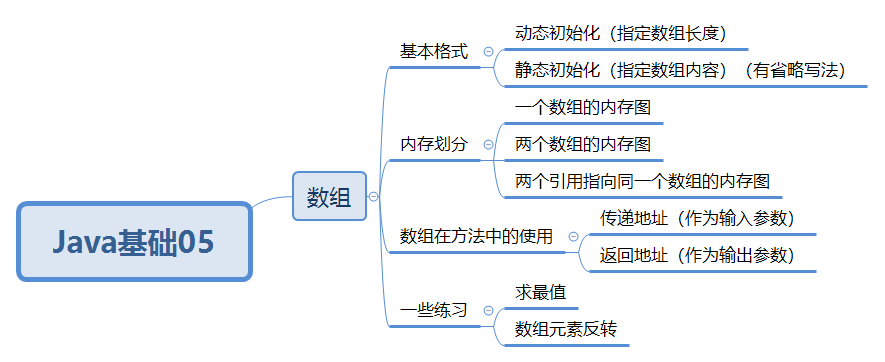 Java基础05
数组
基本格式
动态初始化（指定数组长度）
静态初始化（指定数组内容）（有省略写法）
内存划分
一个数组的内存图
两个数组的内存图
两个引用指向同一个数组的内存图
数组在方法中的使用
传递地址（作为输入参数）
返回地址（作为输出参数）
一些练习
求最值
数组元素反转